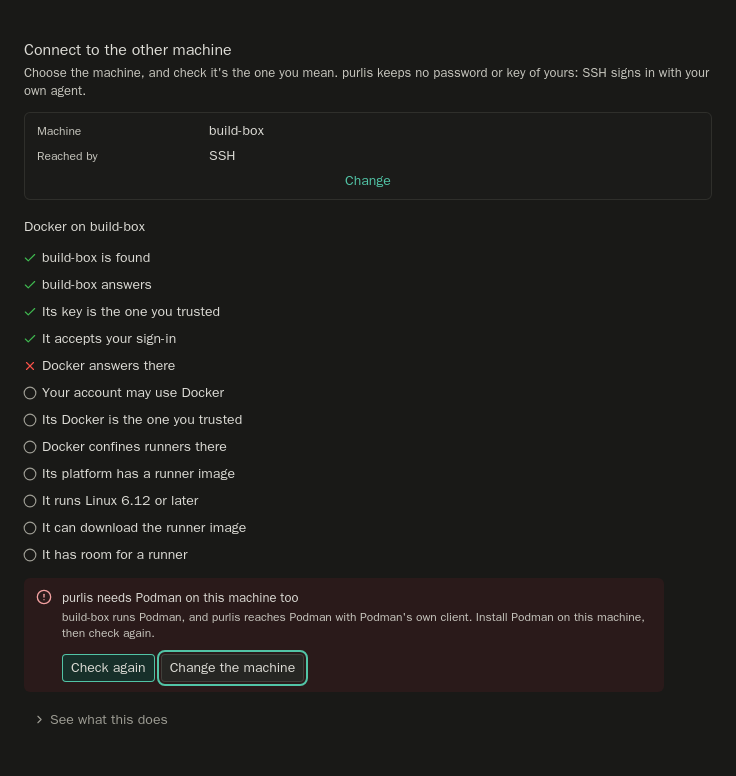 Connect to the other machine
Choose the machine, and check it's the one you mean. purlis keeps no password or key of yours: SSH signs in with your
own agent.
Machine build-box
Reached by SSH
Change
Docker on build-box
build-box is found
build-box answers
Its key is the one you trusted
It accepts your sign-in
Docker answers there
Your account may use Docker
Its Docker is the one you trusted
Docker confines runners there
Its platform has a runner image
It runs Linux 6.12 or later
It can download the runner image
It has room for a runner
purlis needs Podman on this machine too
build-box runs Podman, and purlis reaches Podman with Podman's own client. Install Podman on this machine,
then check again.
Check again Change the machine
See what this does